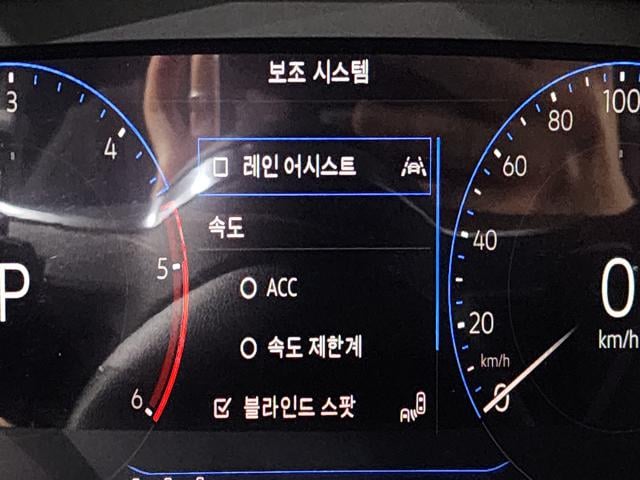 보조 시스템
3
100
80
4
레인 어시스트
60
속도
40
5
P
ACC
0
km/h
20
속도 제한계
km/h
6
블라인드 스팟
0